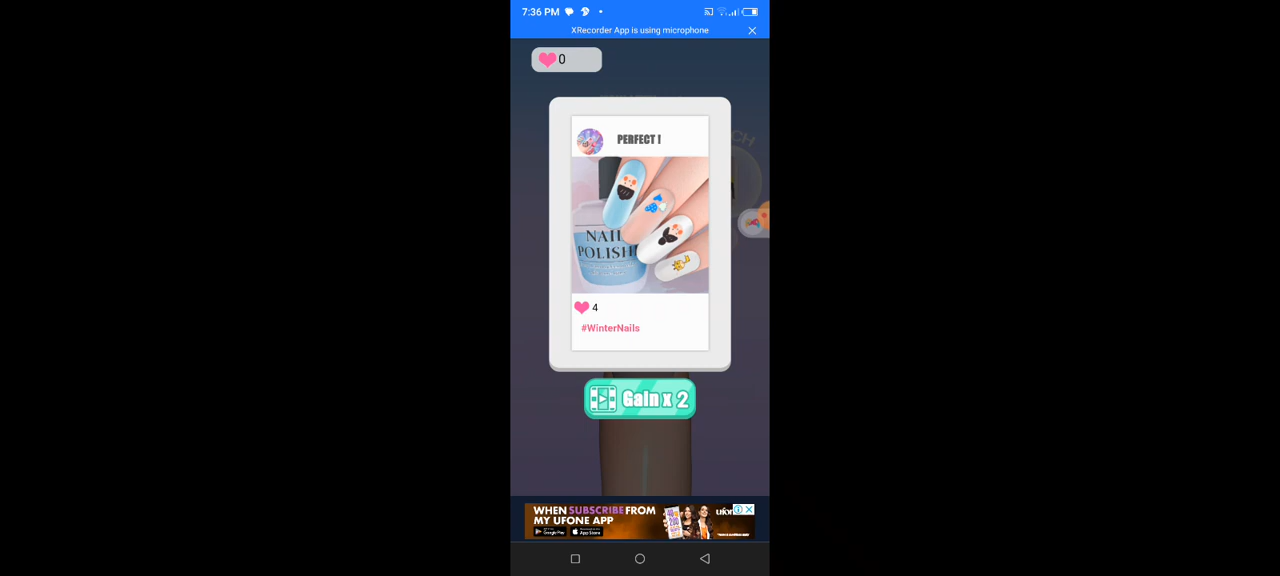 7:36 PM
XRecorder App is using microphone
0
PERFECT !
NAIL
POLISH
4
#WinterNails
Gain x 2
WHEN SUBSCRIBE FROM
MY UFONE APP